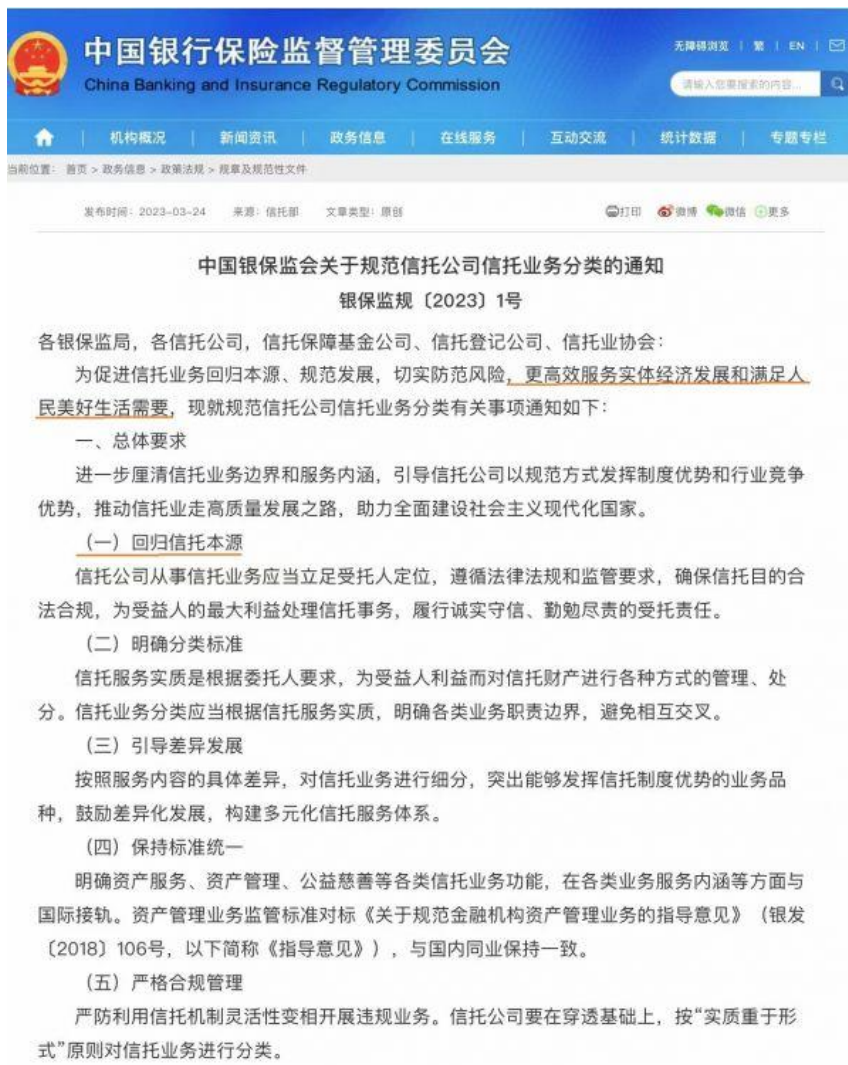 中国银行保险监督管理委员会
China Banking and Insurance Regulatory Commission
无障碍浏览 | 繁 | EN |
请输入您要搜索的内容...
机构概况 | 新闻资讯 | 政务信息 | 在线服务 | 互动交流 | 统计数据 | 专题专栏
当前位置: 首页 > 政务信息 > 政策法规 > 规章及规范性文件
发布时间: 2023-03-24 来源: 信托部 文章类型: 原创 打印 微博 微信 更多
中国银保监会关于规范信托公司信托业务分类的通知
银保监规〔2023〕1号
各银保监局，各信托公司，信托保障基金公司、信托登记公司、信托业协会：
为促进信托业务回归本源、规范发展，切实防范风险，更高效服务实体经济发展和满足人
民美好生活需要，现就规范信托公司信托业务分类有关事项通知如下：
一、总体要求
进一步厘清信托业务边界和服务内涵，引导信托公司以规范方式发挥制度优势和行业竞争
优势，推动信托业走高质量发展之路，助力全面建设社会主义现代化国家。
（一）回归信托本源
信托公司从事信托业务应当立足受托人定位，遵循法律法规和监管要求，确保信托目的合
法合规，为受益人的最大利益处理信托事务，履行诚实守信、勤勉尽责的受托责任。
（二）明确分类标准
信托服务实质是根据委托人要求，为受益人利益而对信托财产进行各种方式的管理、处
分。信托业务分类应当根据信托服务实质，明确各类业务职责边界，避免相互交叉。
（三）引导差异发展
按照服务内容的具体差异，对信托业务进行细分，突出能够发挥信托制度优势的业务品
种，鼓励差异化发展，构建多元化信托服务体系。
（四）保持标准统一
明确资产服务、资产管理、公益慈善等各类信托业务功能，在各类业务服务内涵等方面与
国际接轨。资产管理业务监管标准对标《关于规范金融机构资产管理业务的指导意见》（银发
〔2018〕106号，以下简称《指导意见》），与国内同业保持一致。
（五）严格合规管理
严防利用信托机制灵活性变相开展违规业务。信托公司要在穿透基础上，按“实质重于形
式”原则对信托业务进行分类。